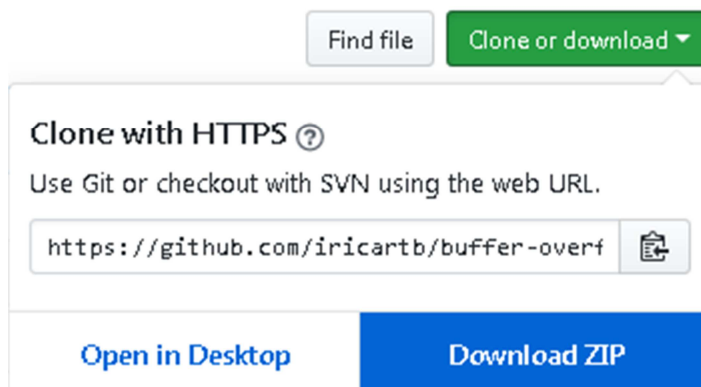 Find file
Clone or download
Clone with HTTPS
Use Git or checkout with SVN using the web URL.
https://github.com/iricartb/buffer-overf
Open in Desktop
Download ZIP